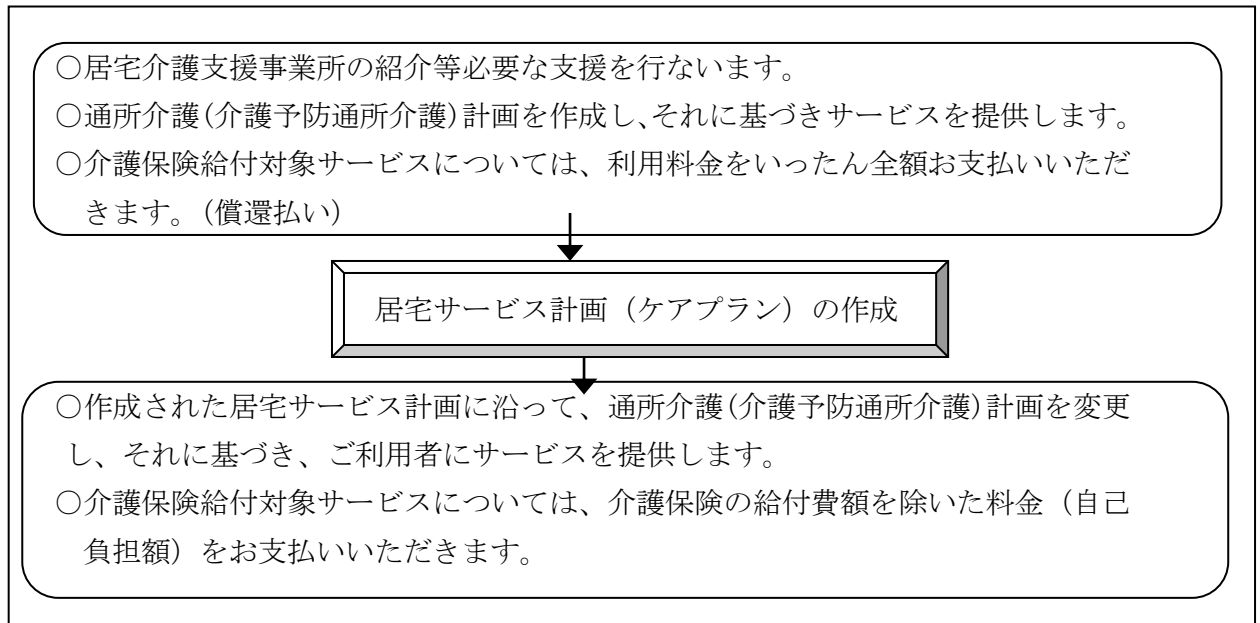 ○居宅介護支援事業所の紹介等必要な支援を行ないます。
○通所介護(介護予防通所介護)計画を作成し、それに基づきサービスを提供します。
○介護保険給付対象サービスについては、利用料金をいったん全額お支払いいただ
きます。(償還払い)
居宅サービス計画（ケアプラン）の作成
○作成された居宅サービス計画に沿って、通所介護(介護予防通所介護)計画を変更
し、それに基づき、ご利用者にサービスを提供します。
○介護保険給付対象サービスについては、介護保険の給付費額を除いた料金（自己
負担額）をお支払いいただきます。